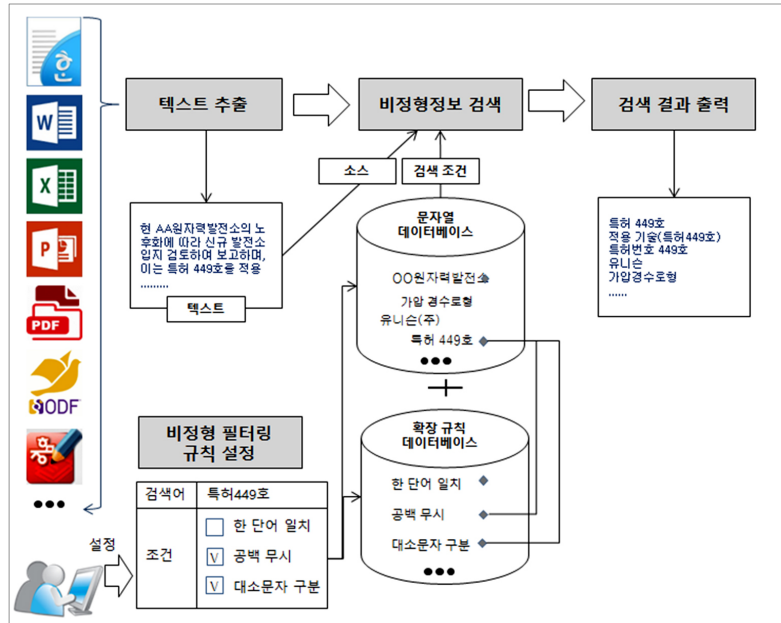 한
W
X
P
PDF
ODF
훈
텍스트 추출
비정형정보 검색
검색 결과 출력
소스
검색 조건
현 AA원자력발전소의 노
후화에 따라 신규 발전소
입지 검토하여 보고하며,
이는 특허 449호를 적용
.........
텍스트
문자열
데이터베이스
OO원자력발전소
가압 경수로형
유니슨(주)
특허 449호
●●●
특허 449호
적용 기술(특허449호)
특허번호 449호
유니슨
가압경수로형
......
+
확장 규칙
데이터베이스
한 단어 일치
공백 무시
대소문자 구분
●●●
비정형 필터링
규칙 설정
검색어 특허449호
조건
한 단어 일치
V 공백 무시
V 대소문자 구분
●●●
설정